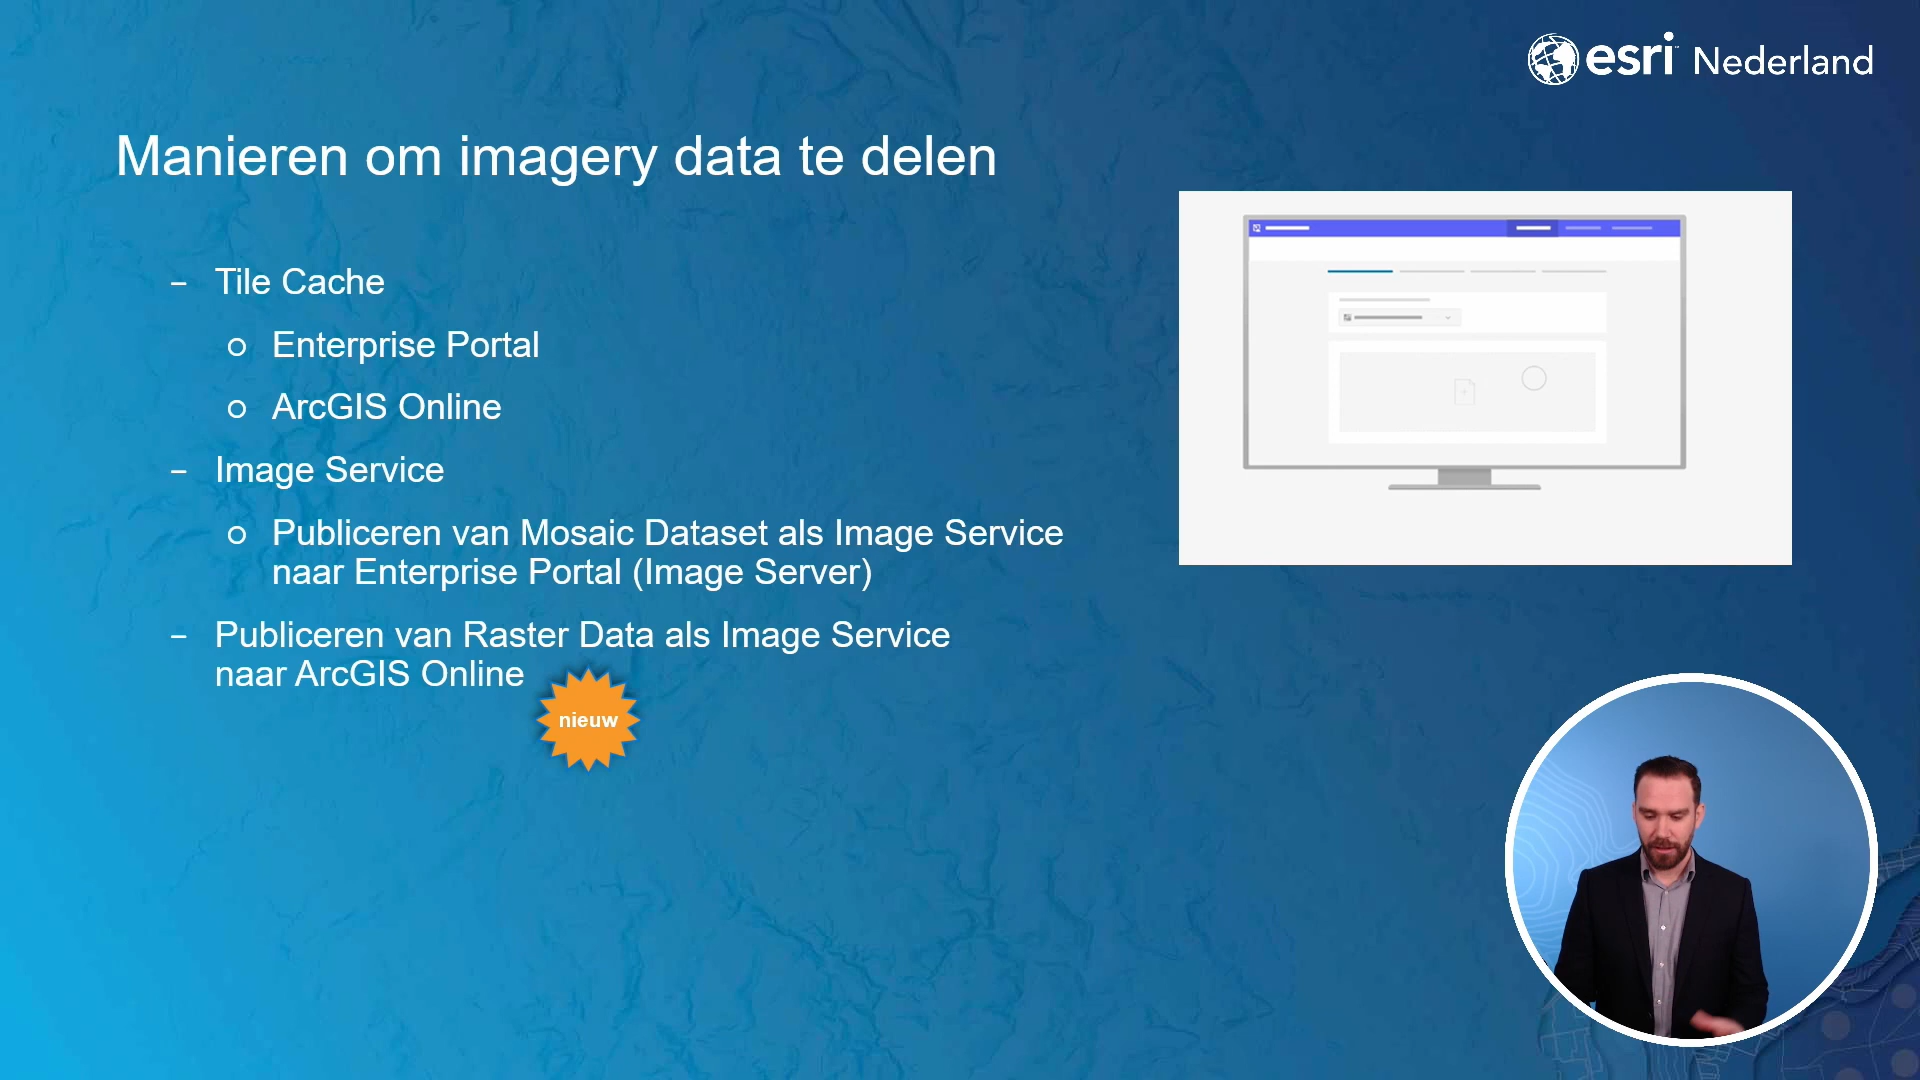 esri Nederland
Manieren om imagery data te delen
– Tile Cache
o Enterprise Portal
o ArcGIS Online
– Image Service
o Publiceren van Mosaic Dataset als Image Service
naar Enterprise Portal (Image Server)
– Publiceren van Raster Data als Image Service
naar ArcGIS Online
nieuw